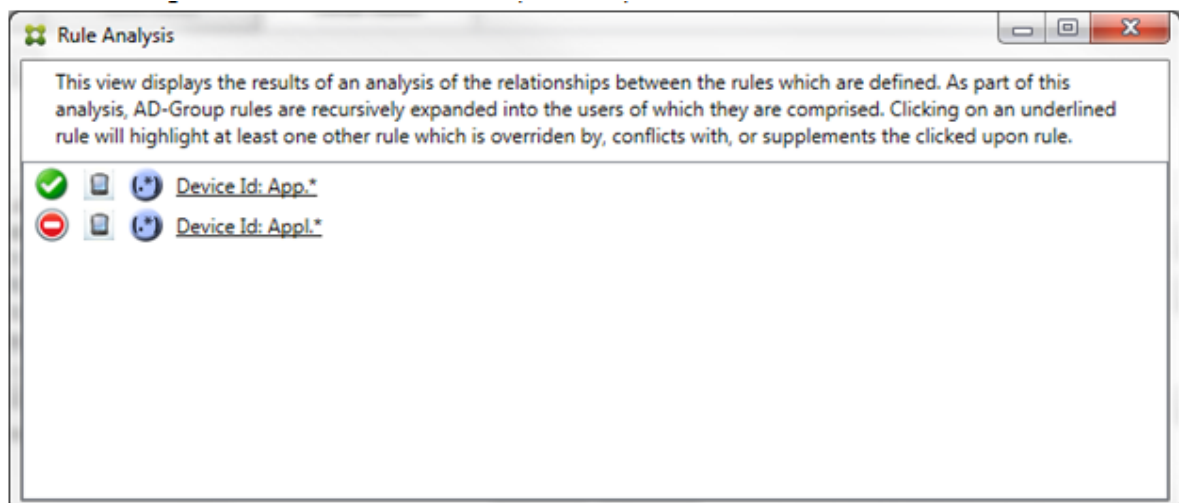 Rule Analysis
This view displays the results of an analysis of the relationships between the rules which are defined. As part of this
analysis, AD-Group rules are recursively expanded into the users of which they are comprised. Clicking on an underlined
rule will highlight at least one other rule which is overriden by, conflicts with, or supplements the clicked upon rule.
(.*) Device Id: App.*
(.*) Device Id: Appl.*